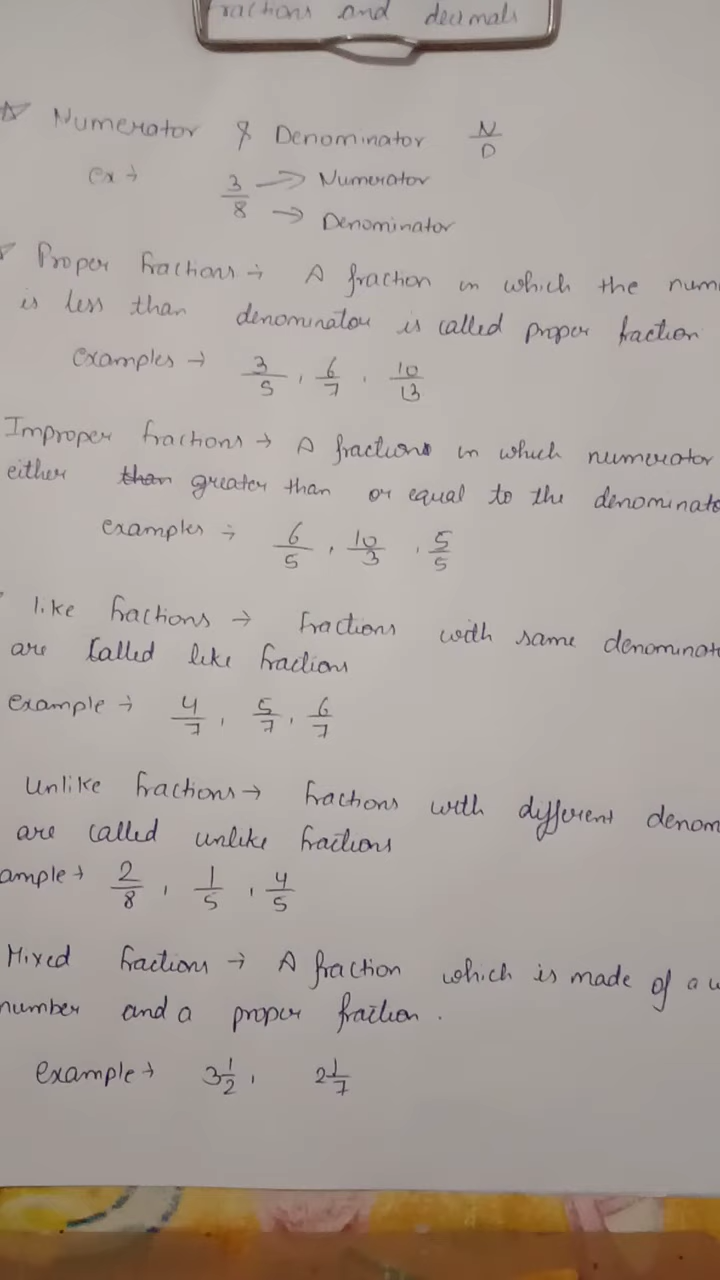 fractions and decimals
Numerator & Denominator N/D
ex → 3/8 → Numerator
→ Denominator
Proper fractions → A fraction in which the num
is less than denominator is called proper fraction
examples → 3/5, 6/7, 10/13
Improper fractions → A fractions in which numerator
either than greater than or equal to the denominat
examples → 6/5, 10/3, 5/5
like fractions → fractions with same denominat
are called like fractions
example → 4/7, 5/7, 6/7
Unlike fractions → fractions with different denom
are called unlike fractions
ample → 2/8, 1/5, 4/5
Mixed fractions → A fraction which is made of a w
number and a proper fraction.
example → 3 1/2, 2 1/7